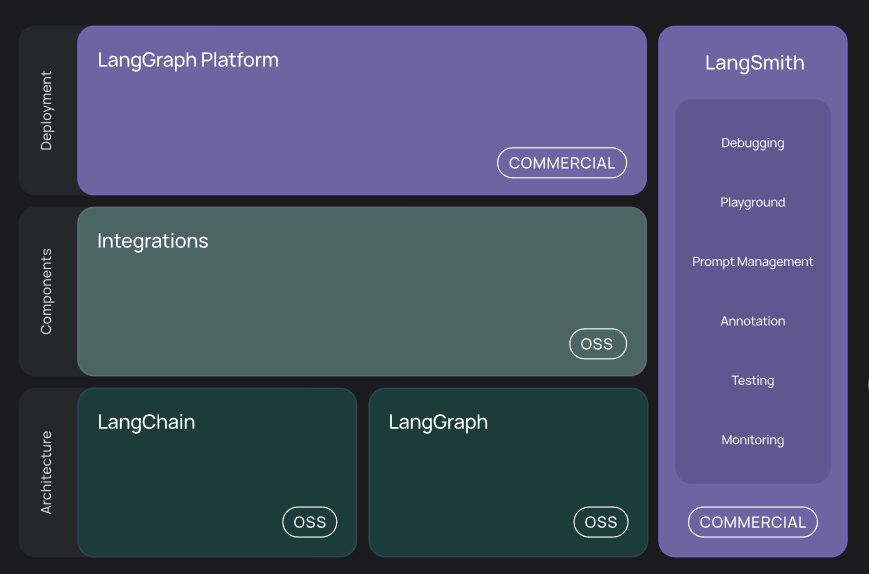 Deployment
LangGraph Platform
COMMERCIAL
Components
Integrations
OSS
Architecture
LangChain
OSS
LangGraph
OSS
LangSmith
Debugging
Playground
Prompt Management
Annotation
Testing
Monitoring
COMMERCIAL